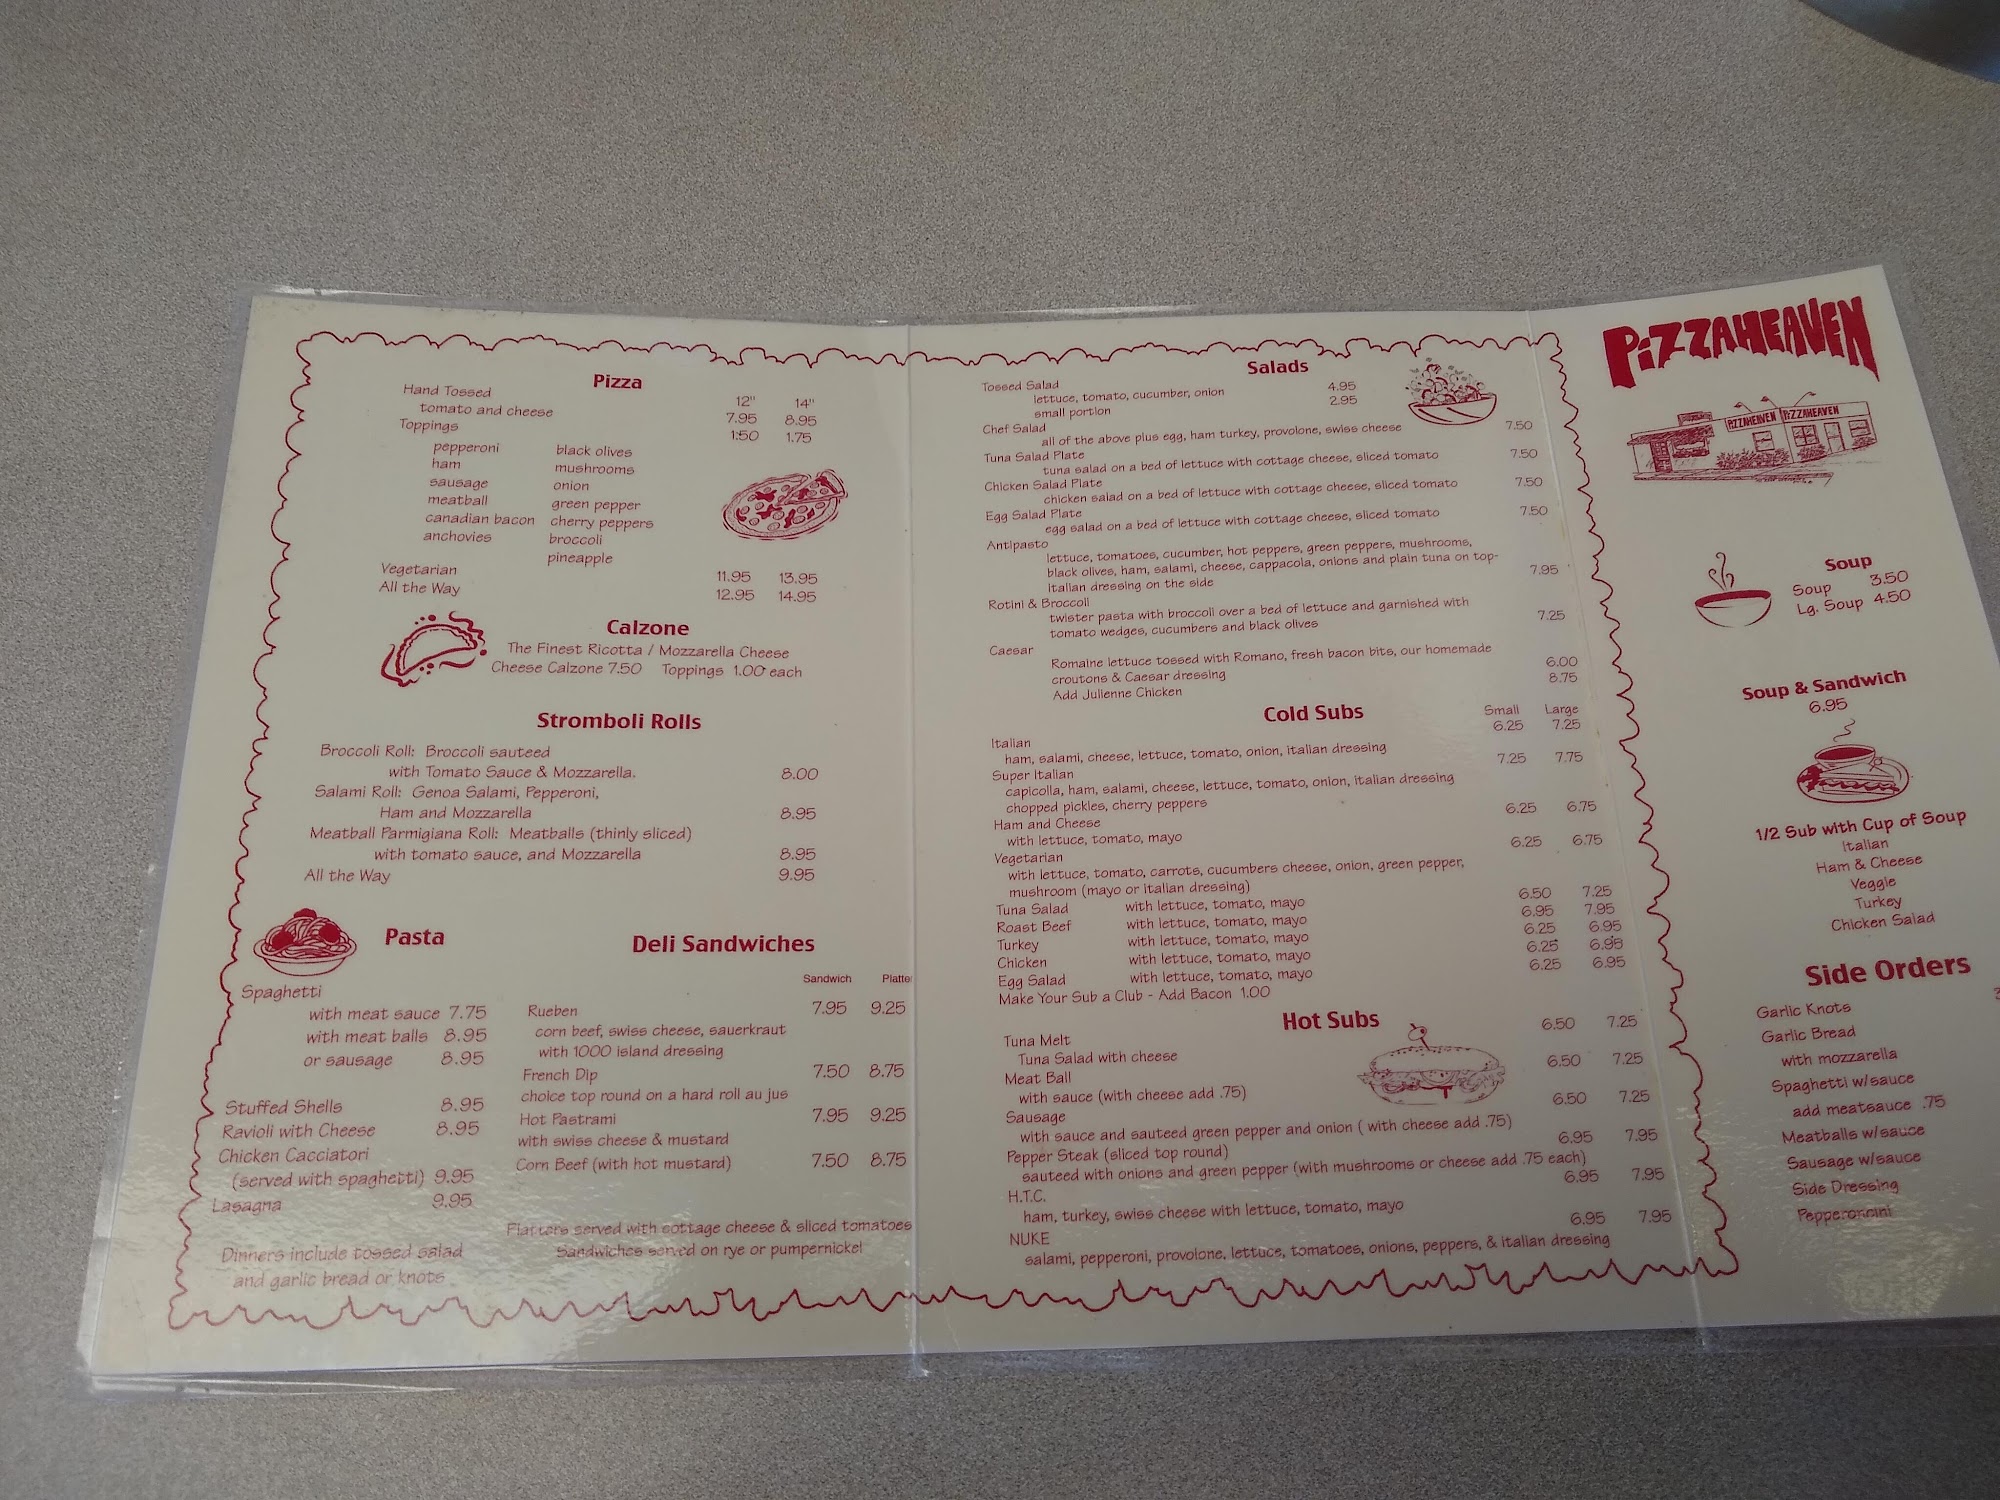 Pizza
12" 14"
Hand Tossed
tomato and cheese 7.95 8.95
Toppings 1:50 1.75
pepperoni black olives
ham mushrooms
sausage onion
meatball green pepper
canadian bacon cherry peppers
anchovies broccoli
pineapple
Vegetarian 11.95 13.95
All the Way 12.95 14.95
Calzone
The Finest Ricotta / Mozzarella Cheese
Cheese Calzone 7.50 Toppings 1.00 each
Stromboli Rolls
Broccoli Roll: Broccoli sauteed
with Tomato Sauce & Mozzarella. 8.00
Salami Roll: Genoa Salami, Pepperoni,
Ham and Mozzarella 8.95
Meatball Parmigiana Roll: Meatballs (thinly sliced)
with tomato sauce, and Mozzarella 8.95
All the Way 9.95
Pasta
Spaghetti
with meat sauce 7.75
with meat balls 8.95
or sausage 8.95
Stuffed Shells 8.95
Ravioli with Cheese 8.95
Chicken Cacciatori
(served with spaghetti) 9.95
Lasagna 9.95
Dinners include tossed salad
and garlic bread or knots
Deli Sandwiches
Sandwich Platte
Rueben 7.95 9.25
corn beef, swiss cheese, sauerkraut
with 1000 island dressing
French Dip 7.50 8.75
choice top round on a hard roll au jus
Hot Pastrami 7.95 9.25
with swiss cheese & mustard
Corn Beef (with hot mustard) 7.50 8.75
Platters served with cottage cheese & sliced tomatoes
Sandwiches served on rye or pumpernickel
Salads
Tossed Salad 4.95
lettuce, tomato, cucumber, onion
small portion 2.95
Chef Salad
all of the above plus egg, ham turkey, provolone, swiss cheese 7.50
Tuna Salad Plate
tuna salad on a bed of lettuce with cottage cheese, sliced tomato 7.50
Chicken Salad Plate
chicken salad on a bed of lettuce with cottage cheese, sliced tomato 7.50
Egg Salad Plate
egg salad on a bed of lettuce with cottage cheese, sliced tomato 7.50
Antipasto
lettuce, tomatoes, cucumber, hot peppers, green peppers, mushrooms,
black olives, ham, salami, cheese, cappacola, onions and plain tuna on top-
Italian dressing on the side 7.95
Rotini & Broccoli
twister pasta with broccoli over a bed of lettuce and garnished with
tomato wedges, cucumbers and black olives 7.25
Caesar
Romaine lettuce tossed with Romano, fresh bacon bits, our homemade
croutons & Caesar dressing 6.00
Add Julienne Chicken 8.75
Cold Subs
Small Large
Italian 6.25 7.25
ham, salami, cheese, lettuce, tomato, onion, italian dressing
Super Italian 7.25 7.75
capicolla, ham, salami, cheese, lettuce, tomato, onion, italian dressing
chopped pickles, cherry peppers
Ham and Cheese 6.25 6.75
with lettuce, tomato, mayo
Vegetarian 6.25 6.75
with lettuce, tomato, carrots, cucumbers cheese, onion, green pepper,
mushroom (mayo or italian dressing)
Tuna Salad with lettuce, tomato, mayo 6.50 7.25
Roast Beef with lettuce, tomato, mayo 6.95 7.95
Turkey with lettuce, tomato, mayo 6.25 6.95
Chicken with lettuce, tomato, mayo 6.25 6.95
Egg Salad with lettuce, tomato, mayo 6.25 6.95
Make Your Sub a Club - Add Bacon 1.00
Hot Subs
Tuna Melt 6.50 7.25
Tuna Salad with cheese
Meat Ball 6.50 7.25
with sauce (with cheese add .75)
Sausage 6.50 7.25
with sauce and sauteed green pepper and onion ( with cheese add .75)
Pepper Steak (sliced top round) 6.95 7.95
sauteed with onions and green pepper (with mushrooms or cheese add .75 each)
H.T.C. 6.95 7.95
ham, turkey, swiss cheese with lettuce, tomato, mayo
NUKE 6.95 7.95
salami, pepperoni, provolone, lettuce, tomatoes, onions, peppers, & italian dressing
PIZZAHEAVEN
PIZZAHEAVEN PIZZAHEAVEN
Soup
Soup 3.50
Lg. Soup 4.50
Soup & Sandwich
6.95
1/2 Sub with Cup of Soup
Italian
Ham & Cheese
Veggie
Turkey
Chicken Salad
Side Orders
Garlic Knots
Garlic Bread
with mozzarella
Spaghetti w/sauce
add meatsauce .75
Meatballs w/sauce
Sausage w/sauce
Side Dressing
Pepperoncini